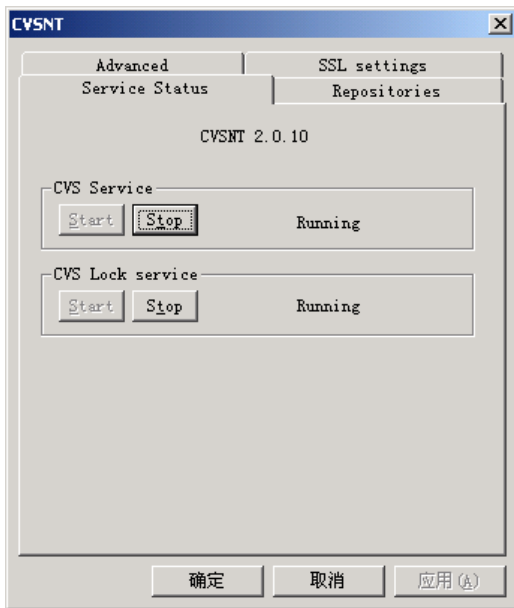 CVSNT
Advanced SSL settings
Service Status Repositories
CVSNT 2.0.10
CVS Service
Start Stop Running
CVS Lock service
Start Stop Running
确定 取消 应用(A)